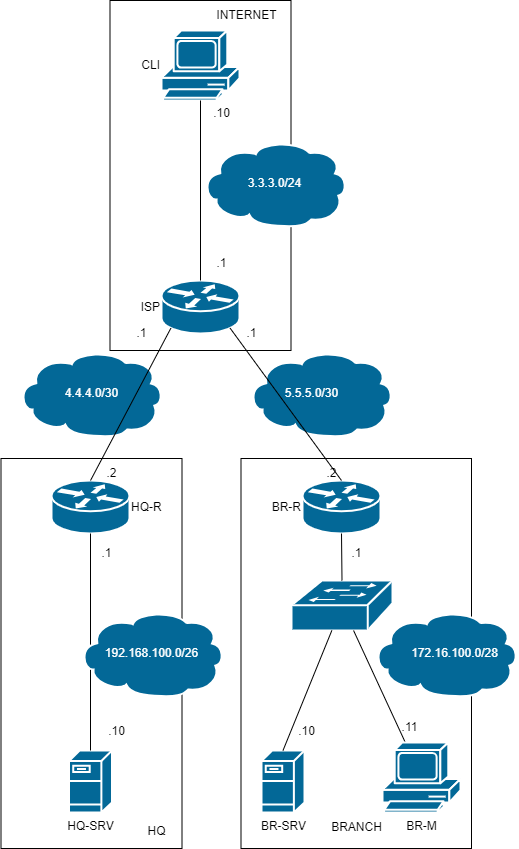 INTERNET
CLI
.10
3.3.3.0/24
.1
ISP
.1
.1
4.4.4.0/30
5.5.5.0/30
.2
.2
HQ-R
BR-R
.1
.1
192.168.100.0/26
172.16.100.0/28
.10
.10
.11
HQ-SRV
HQ
BR-SRV
BRANCH
BR-M